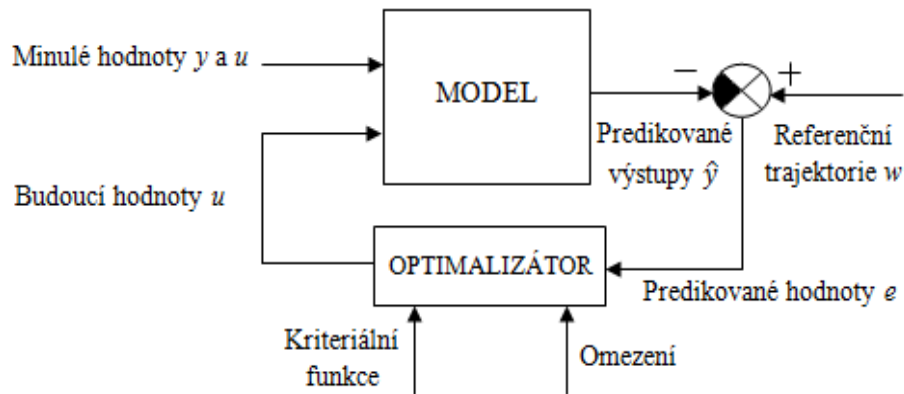 Minulé hodnoty y a u
MODEL
−
+
Predikované
výstupy ŷ
Referenční
trajektorie w
Budoucí hodnoty u
OPTIMALIZÁTOR
Predikované hodnoty e
Kriteriální
funkce
Omezení